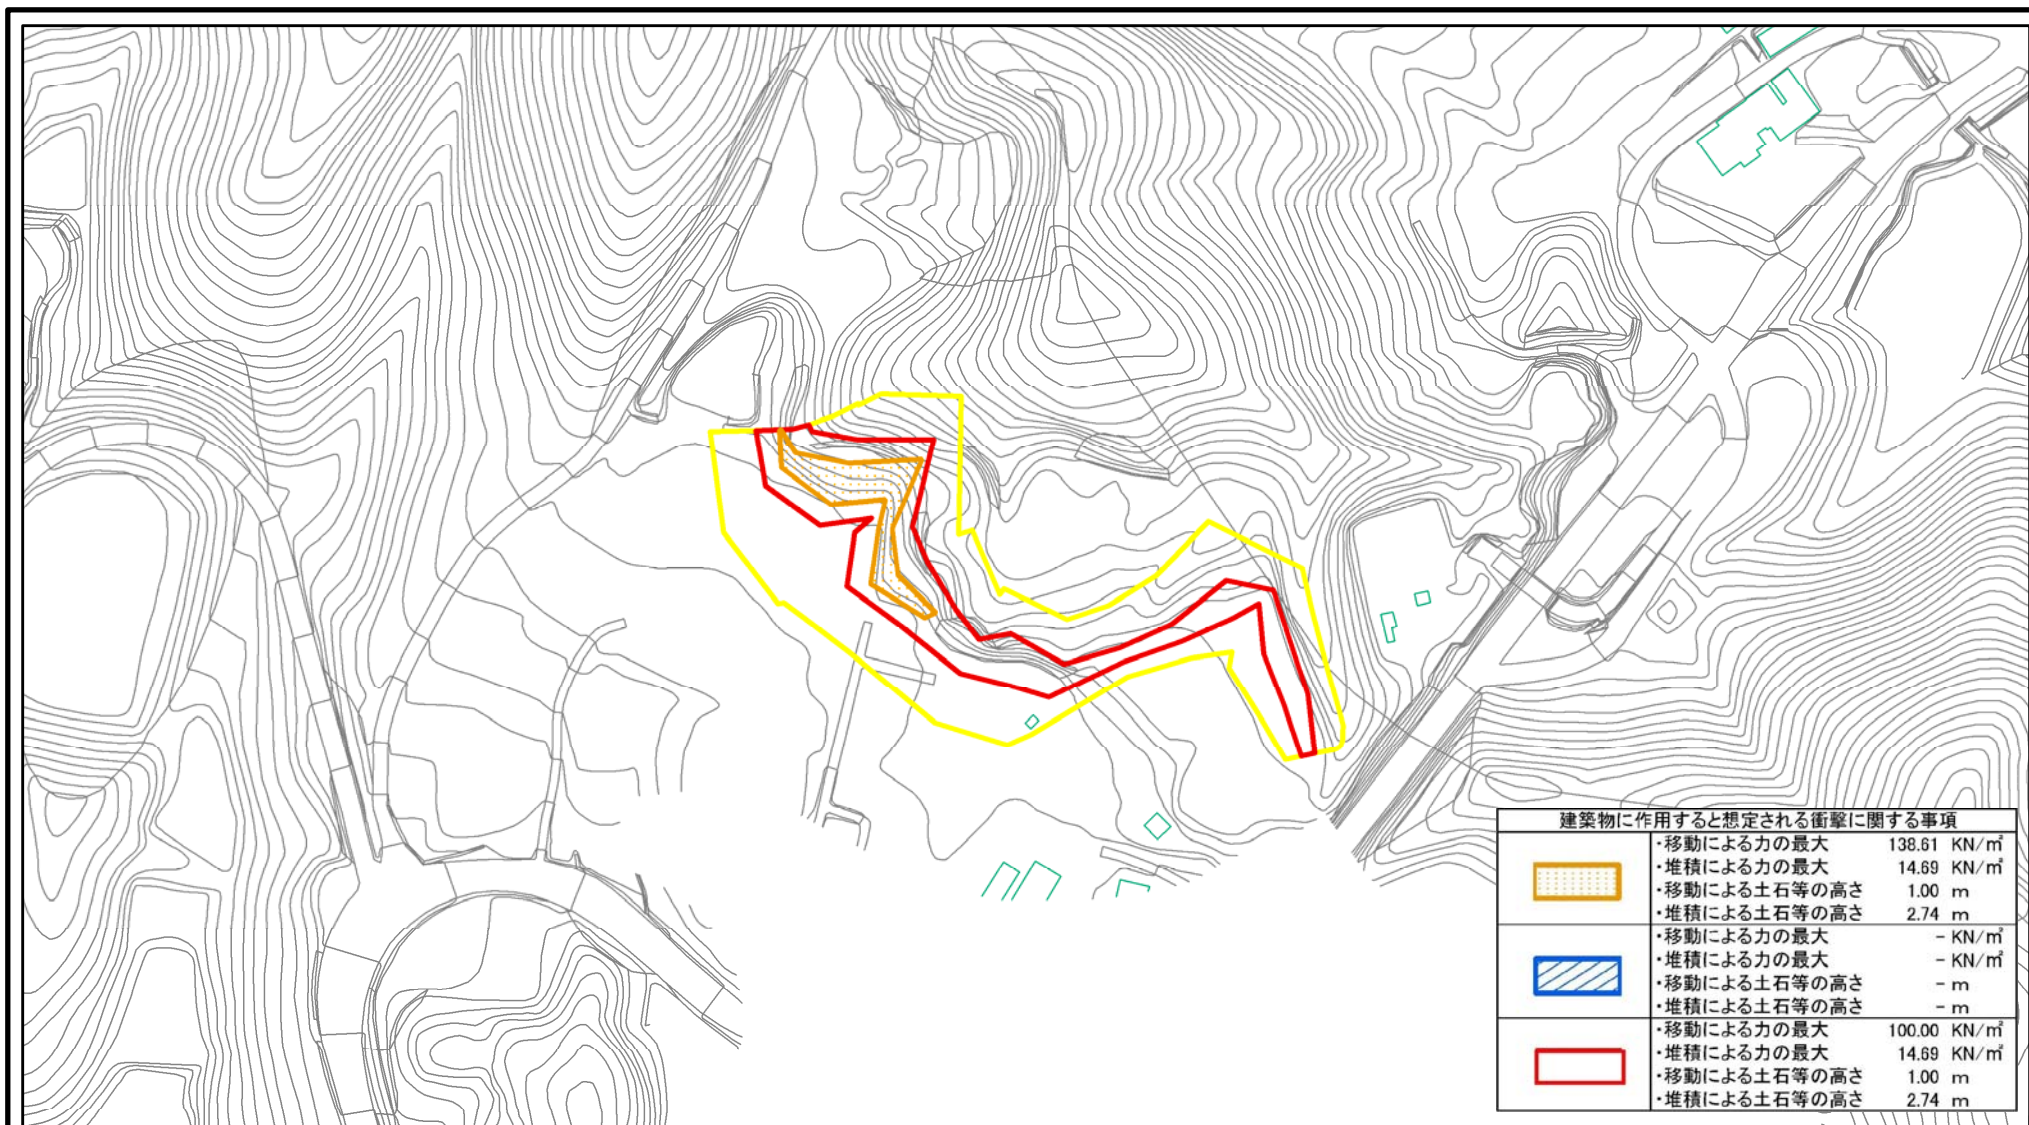 建築物に作用すると想定される衝撃に関する事項
・移動による力の最大 138.61 KN/㎡
・堆積による力の最大 14.69 KN/㎡
・移動による土石等の高さ 1.00 m
・堆積による土石等の高さ 2.74 m
・移動による力の最大 - KN/㎡
・堆積による力の最大 - KN/㎡
・移動による土石等の高さ - m
・堆積による土石等の高さ - m
・移動による力の最大 100.00 KN/㎡
・堆積による力の最大 14.69 KN/㎡
・移動による土石等の高さ 1.00 m
・堆積による土石等の高さ 2.74 m